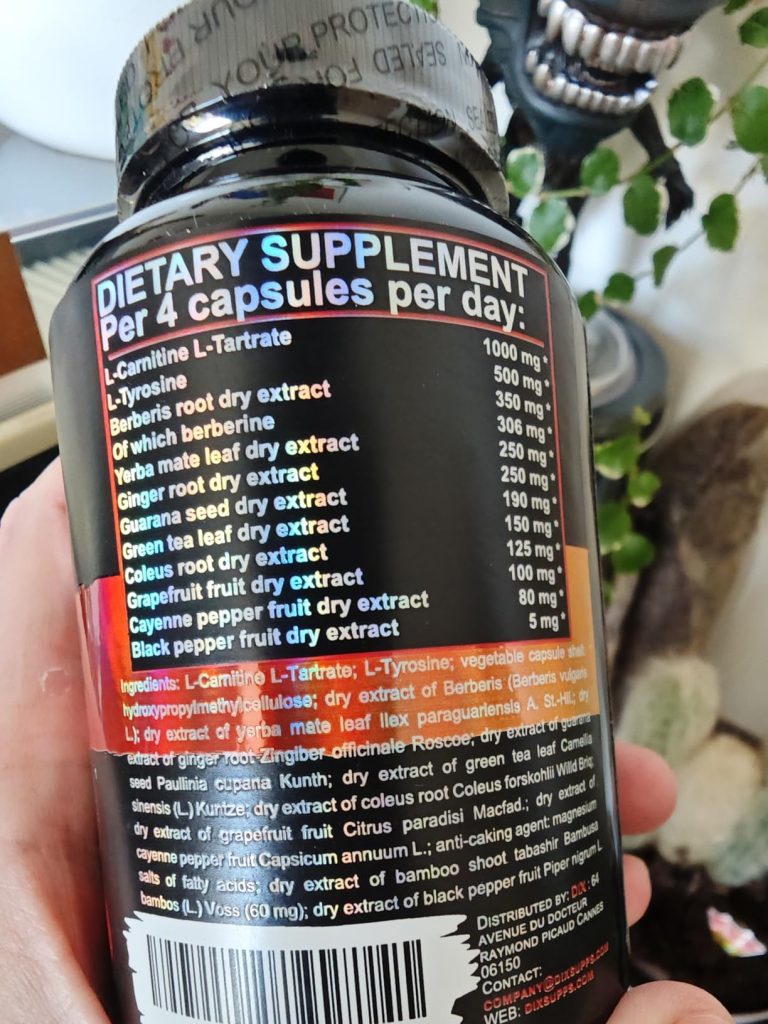 YOUR PROTECTION
SEALED FOR
DIETARY SUPPLEMENT
Per 4 capsules per day:
L-Carnitine L-Tartrate 1000 mg*
L-Tyrosine 500 mg*
Berberis root dry extract 350 mg*
Of which berberine 306 mg*
Yerba mate leaf dry extract 250 mg*
Ginger root dry extract 250 mg*
Guarana seed dry extract 190 mg*
Green tea leaf dry extract 150 mg*
Coleus root dry extract 125 mg*
Grapefruit fruit dry extract 100 mg*
Cayenne pepper fruit dry extract 80 mg*
Black pepper fruit dry extract 5 mg*
Ingredients: L-Carnitine L-Tartrate; L-Tyrosine; vegetable capsule shell:
hydroxypropylmethylcellulose; dry extract of Berberis (Berberis vulgaris
L.); dry extract of yerba mate leaf Ilex paraguariensis A. St.-Hil.; dry
extract of ginger root Zingiber officinale Roscoe; dry extract of guarana
seed Paullinia cupana Kunth; dry extract of green tea leaf Camellia
sinensis (L.) Kuntze; dry extract of coleus root Coleus forskohlii Willd Briq;
dry extract of grapefruit fruit Citrus paradisi Macfad.; dry extract of
cayenne pepper fruit Capsicum annuum L.; anti-caking agent: magnesium
salts of fatty acids; dry extract of bamboo shoot tabashir Bambusa
bambos (L.) Voss (60 mg); dry extract of black pepper fruit Piper nigrum L
DISTRIBUTED BY: DIX : 64
AVENUE DU DOCTEUR
RAYMOND PICAUD CANNES
06150
CONTACT:
COMPANY@DIXSUPPS.COM
WEB: DIXSUPPS.COM